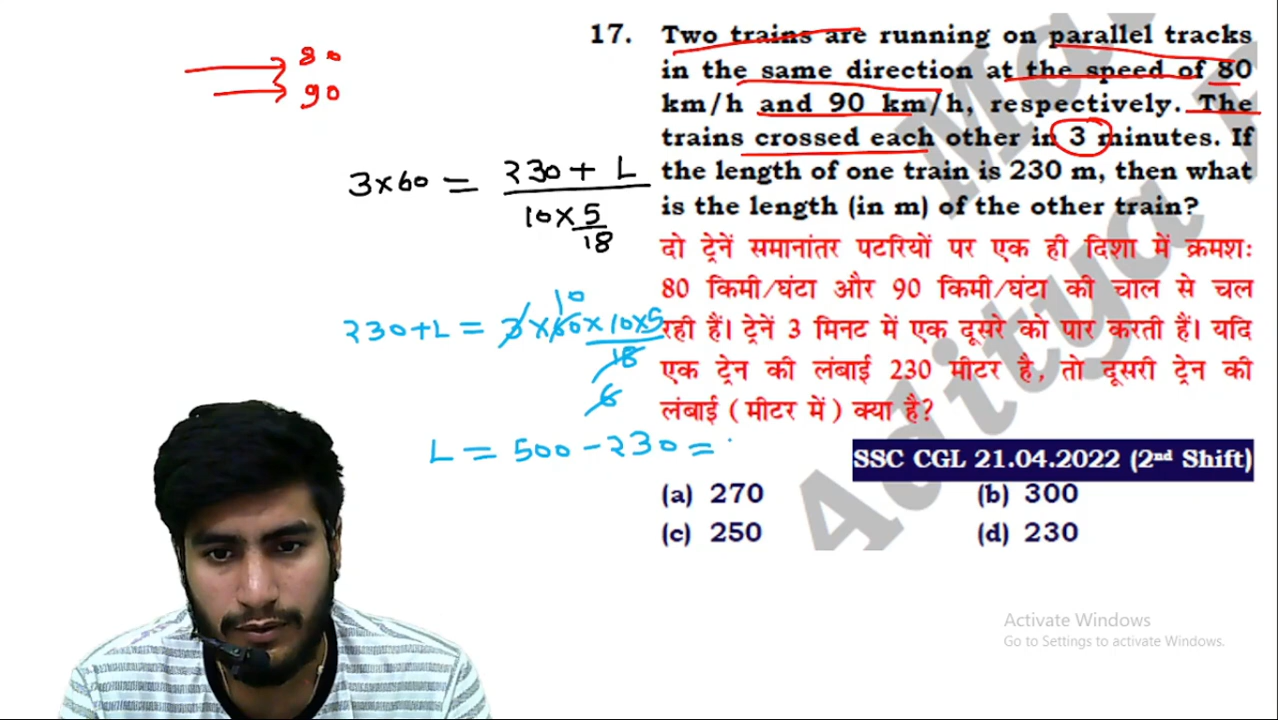 80
90
17. Two trains are running on parallel tracks
in the same direction at the speed of 80
km/h and 90 km/h, respectively. The
trains crossed each other in 3 minutes. If
the length of one train is 230 m, then what
is the length (in m) of the other train?
दो ट्रेनें समानांतर पटरियों पर एक ही दिशा में क्रमशः
80 किमी/घंटा और 90 किमी/घंटा की चाल से चल
रही हैं। ट्रेनें 3 मिनट में एक दूसरे को पार करती हैं। यदि
एक ट्रेन की लंबाई 230 मीटर है, तो दूसरी ट्रेन की
लंबाई (मीटर में) क्या है?
SSC CGL 21.04.2022 (2nd Shift)
(a) 270 (b) 300
(c) 250 (d) 230
3×60 = 230 + L
10 × 5
18
10
230+L = 3×60×10×5
18
6
L = 500 - 230 =
Aditya
Activate Windows
Go to Settings to activate Windows.